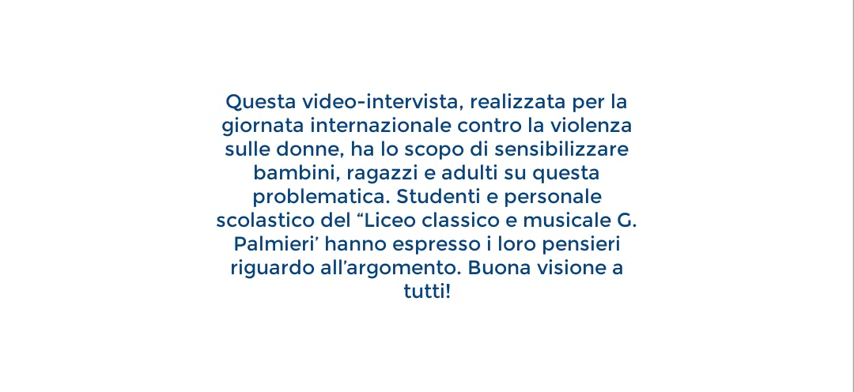 Questa video-intervista, realizzata per la
giornata internazionale contro la violenza
sulle donne, ha lo scopo di sensibilizzare
bambini, ragazzi e adulti su questa
problematica. Studenti e personale
scolastico del “Liceo classico e musicale G.
Palmieri’ hanno espresso i loro pensieri
riguardo all’argomento. Buona visione a
tutti!